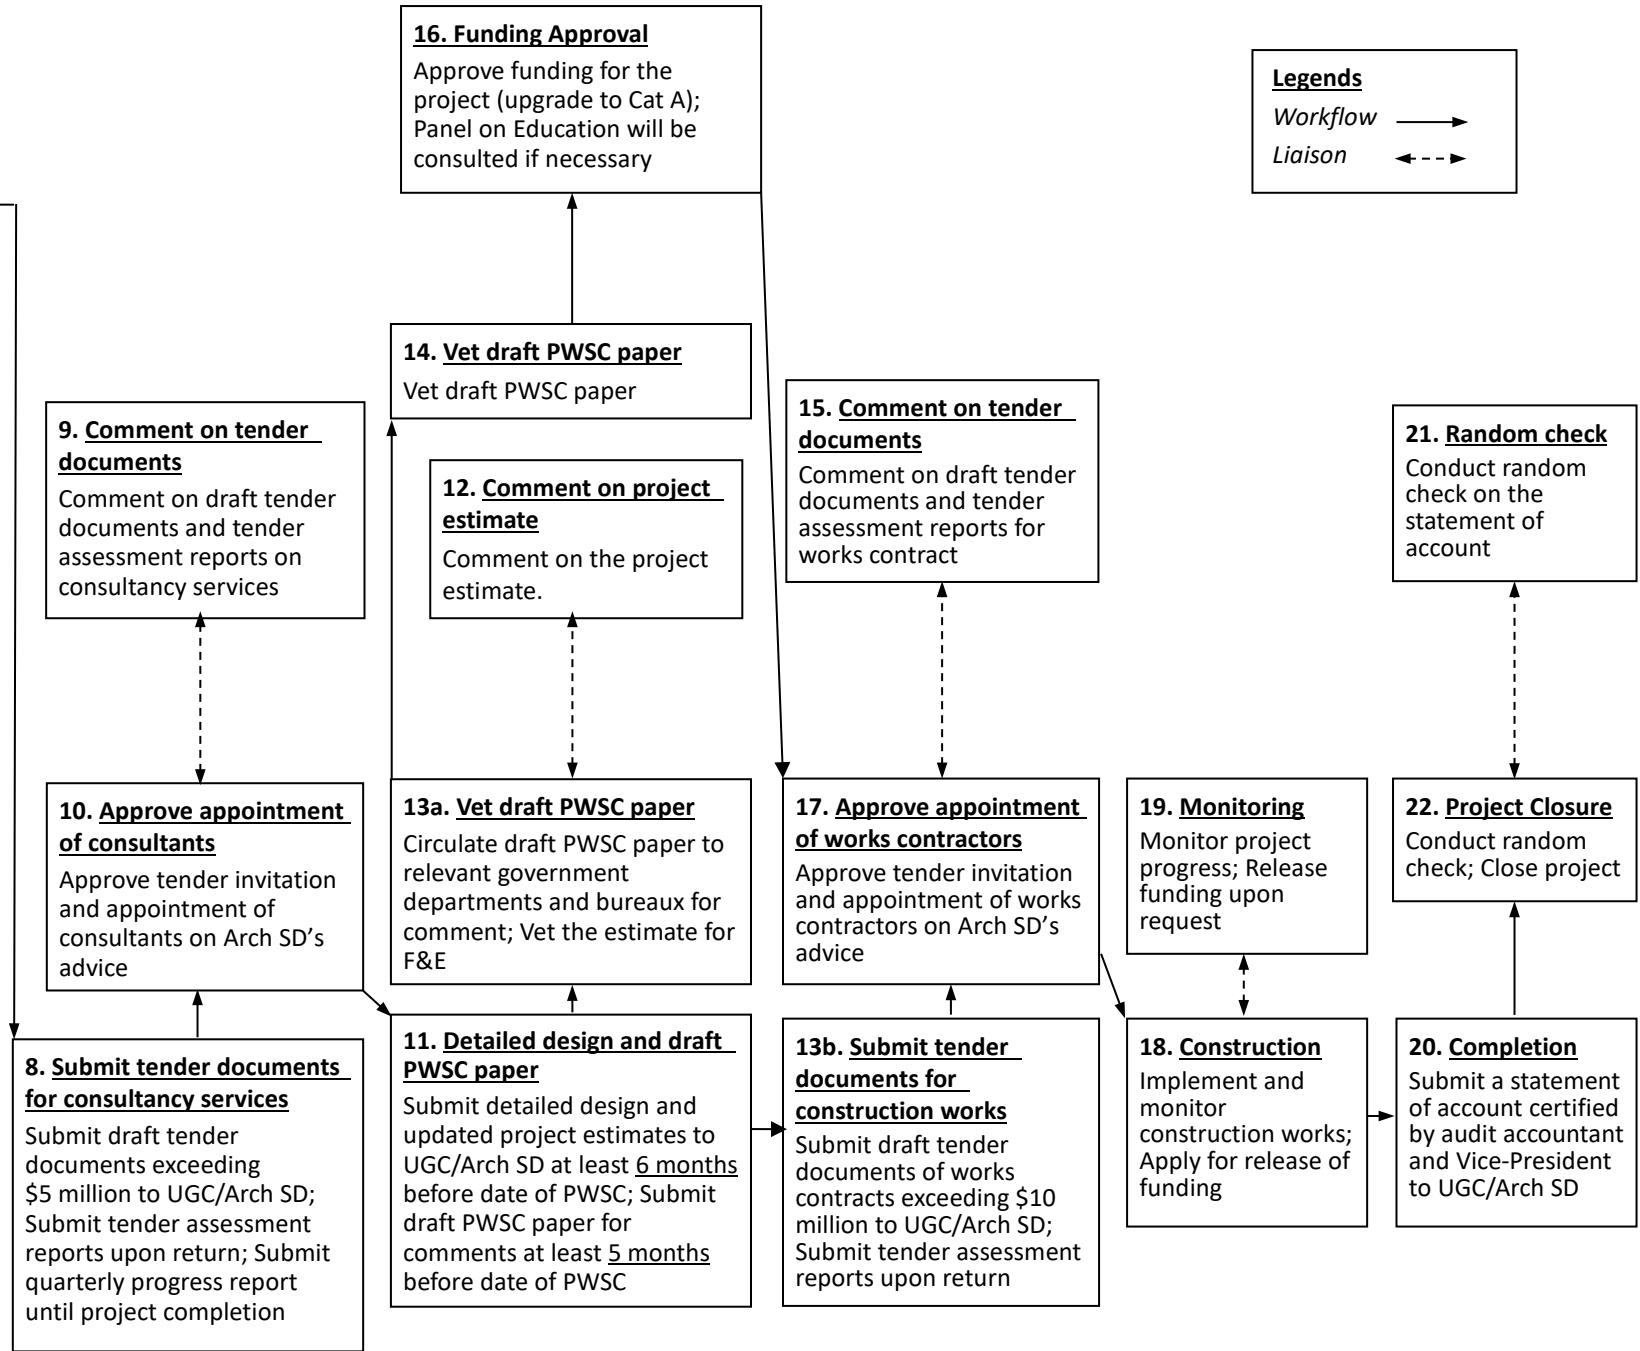 16. Funding Approval
Approve funding for the
project (upgrade to Cat A);
Panel on Education will be
consulted if necessary
Legends
Workflow
Liaison
14. Vet draft PWSC paper
Vet draft PWSC paper
9. Comment on tender
documents
Comment on draft tender
documents and tender
assessment reports on
consultancy services
12. Comment on project
estimate
Comment on the project
estimate.
15. Comment on tender
documents
Comment on draft tender
documents and tender
assessment reports for
works contract
21. Random check
Conduct random
check on the
statement of
account
10. Approve appointment
of consultants
Approve tender invitation
and appointment of
consultants on Arch SD's
advice
13a. Vet draft PWSC paper
Circulate draft PWSC paper to
relevant government
departments and bureaux for
comment; Vet the estimate for
F&E
17. Approve appointment
of works contractors
Approve tender invitation
and appointment of works
contractors on Arch SD's
advice
19. Monitoring
Monitor project
progress; Release
funding upon
request
22. Project Closure
Conduct random
check; Close project
8. Submit tender documents
for consultancy services
Submit draft tender
documents exceeding
$5 million to UGC/Arch SD;
Submit tender assessment
reports upon return; Submit
quarterly progress report
until project completion
11. Detailed design and draft
PWSC paper
Submit detailed design and
updated project estimates to
UGC/Arch SD at least 6 months
before date of PWSC; Submit
draft PWSC paper for
comments at least 5 months
before date of PWSC
13b. Submit tender
documents for
construction works
Submit draft tender
documents of works
contracts exceeding $10
million to UGC/Arch SD;
Submit tender assessment
reports upon return
18. Construction
Implement and
monitor
construction works;
Apply for release of
funding
20. Completion
Submit a statement
of account certified
by audit accountant
and Vice-President
to UGC/Arch SD